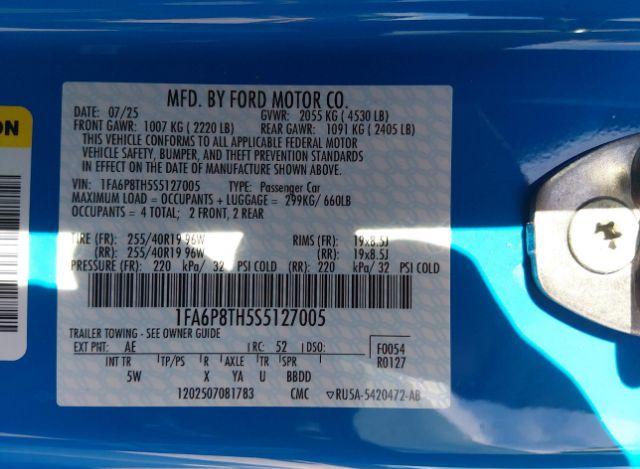 ON
MFD. BY FORD MOTOR CO.
DATE: 07/25 GVWR: 2055 KG ( 4530 LB)
FRONT GAWR: 1007 KG ( 2220 LB) REAR GAWR: 1091 KG ( 2405 LB)
THIS VEHICLE CONFORMS TO ALL APPLICABLE FEDERAL MOTOR
VEHICLE SAFETY, BUMPER, AND THEFT PREVENTION STANDARDS
IN EFFECT ON THE DATE OF MANUFACTURE SHOWN ABOVE.
VIN: 1FA6P8TH5S5127005 TYPE: Passenger Car
MAXIMUM LOAD = OCCUPANTS + LUGGAGE = 299KG/ 660LB
OCCUPANTS = 4 TOTAL; 2 FRONT, 2 REAR
TIRE (FR): 255/40R19 96W RIMS (FR): 19x8.5J
(RR): 255/40R19 96W (RR): 19x8.5J
PRESSURE (FR): 220 kPa/ 32 PSI COLD (RR): 220 kPa/ 32 PSI COLD
1FA6P8TH5S5127005
TRAILER TOWING - SEE OWNER GUIDE
EXT PNT: AE RC: 52 DSO: F0054
R0127
INT TR TP/PS R AXLE TR SPR
5W X YA U BBDD
1202507081783 CMC ▽RU5A-5420472-AB